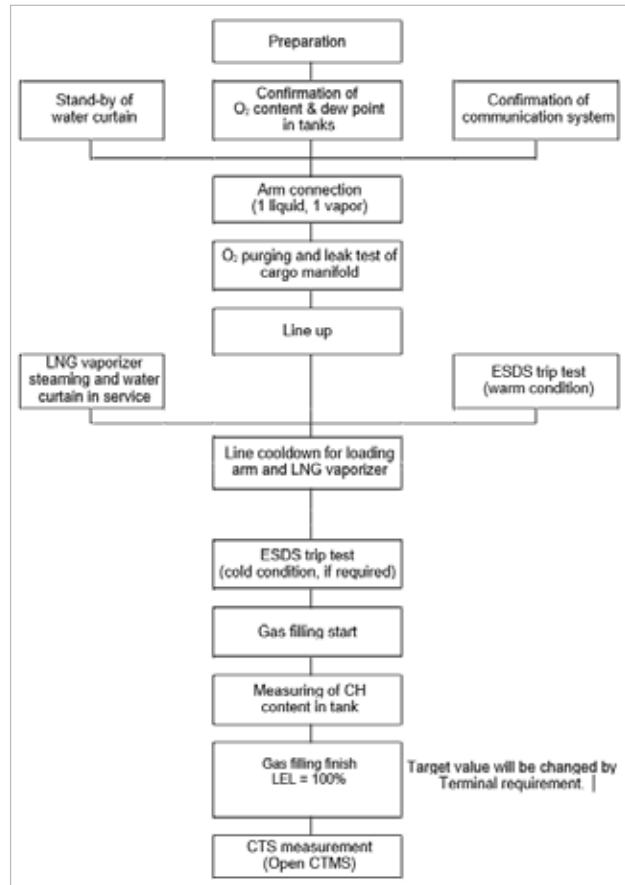 Preparation
Stand-by of
water curtain
Confirmation of
O₂ content & dew point
in tanks
Confirmation of
communication system
Arm connection
(1 liquid, 1 vapor)
O₂ purging and leak test of
cargo manifold
Line up
LNG vaporizer
steaming and water
curtain in service
ESDS trip test
(warm condition)
Line cooldown for loading
arm and LNG vaporizer
ESDS trip test
(cold condition, if required)
Gas filling start
Measuring of CH
content in tank
Gas filling finish
LEL = 100%
Target value will be changed by
Terminal requirement.
CTS measurement
(Open CTMS)